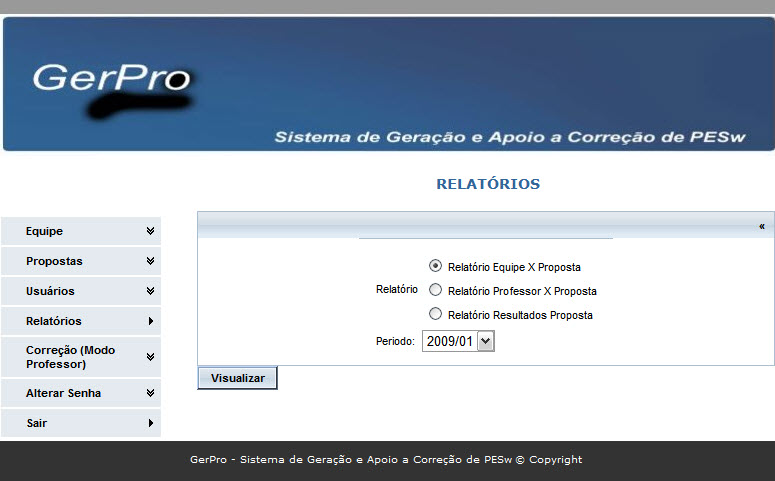 GerPro
Sistema de Geração e Apoio a Correção de PESw
RELATÓRIOS
Equipe
Propostas
Usuários
Relatórios
Correção (Modo
Professor)
Alterar Senha
Sair
«
Relatório
Relatório Equipe X Proposta
Relatório Professor X Proposta
Relatório Resultados Proposta
Periodo: 2009/01
Visualizar
GerPro - Sistema de Geração e Apoio a Correção de PESw © Copyright